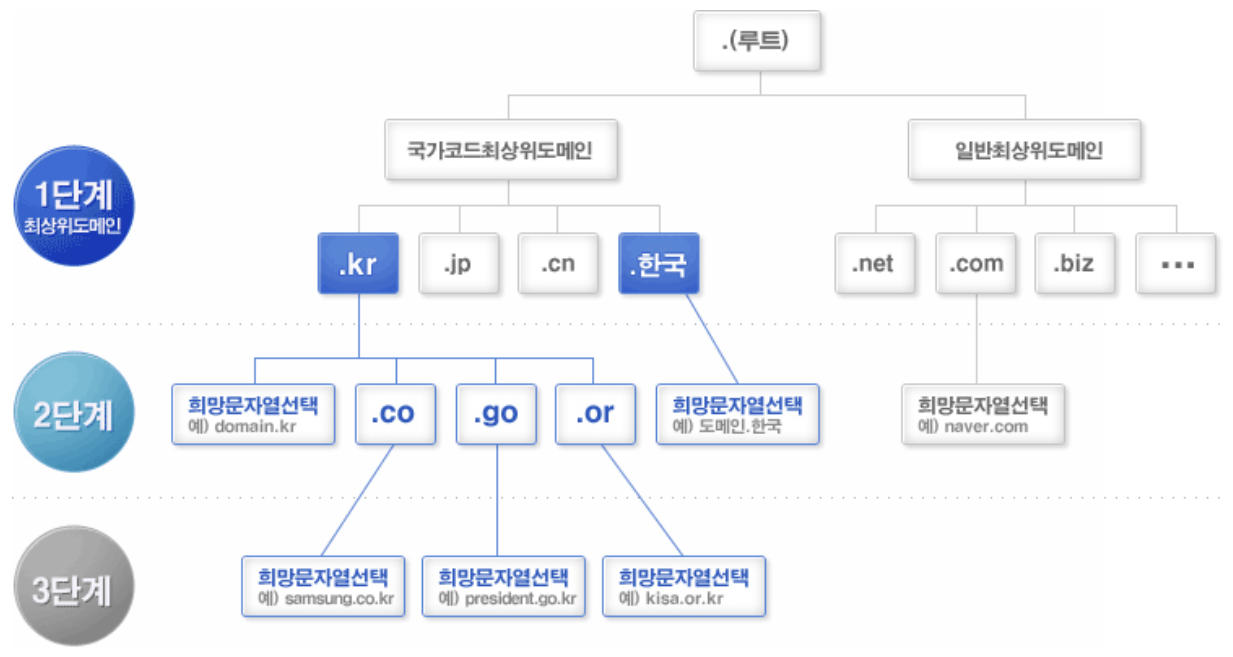 .(루트)
국가코드최상위도메인
일반최상위도메인
1단계
최상위도메인
.kr
.jp
.cn
.한국
.net
.com
.biz
...
2단계
희망문자열선택
예) domain.kr
.co
.go
.or
희망문자열선택
예) 도메인.한국
희망문자열선택
예) naver.com
3단계
희망문자열선택
예) samsung.co.kr
희망문자열선택
예) president.go.kr
희망문자열선택
예) kisa.or.kr